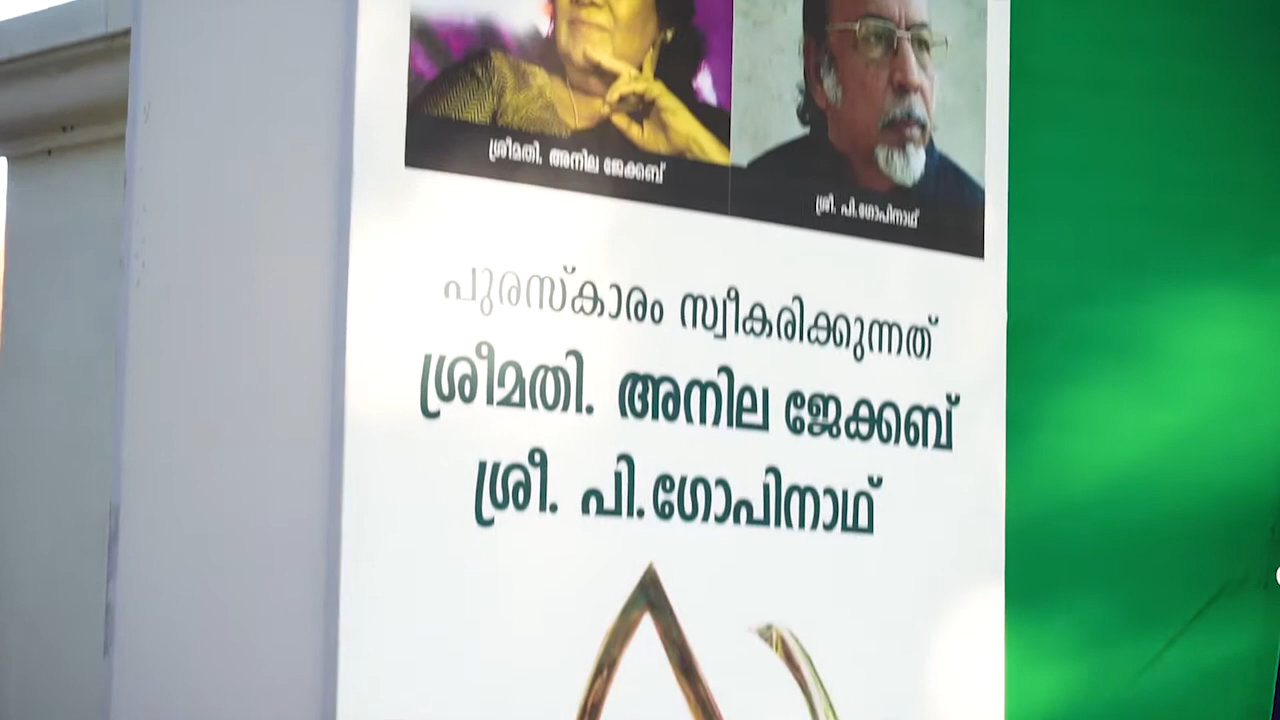 ശ്രീമതി. അനില ജേക്കബ്
ശ്രീ. പി.ഗോപിനാഥ്
പുരസ്കാരം സ്വീകരിക്കുന്നത്
ശ്രീമതി. അനില ജേക്കബ്
ശ്രീ. പി.ഗോപിനാഥ്